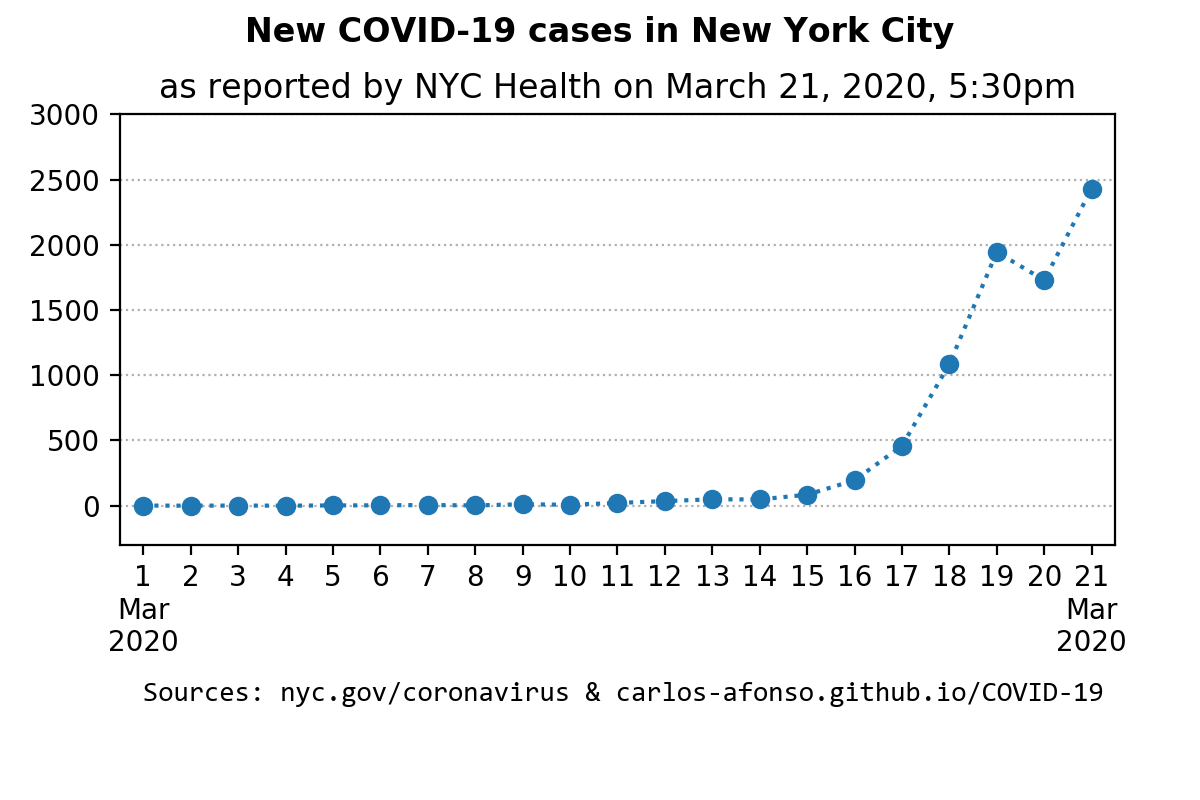 New COVID-19 cases in New York City
as reported by NYC Health on March 21, 2020, 5:30pm
3000
2500
2000
1500
1000
500
0
1 2 3 4 5 6 7 8 9 10 11 12 13 14 15 16 17 18 19 20 21
Mar Mar
2020 2020
Sources: nyc.gov/coronavirus & carlos-afonso.github.io/COVID-19